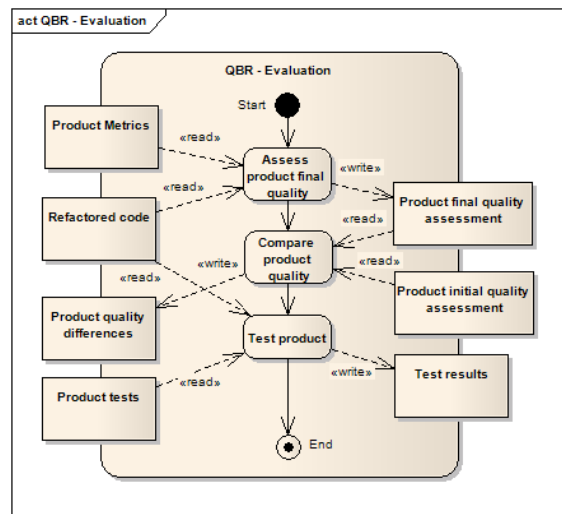 act QBR - Evaluation
QBR - Evaluation
Start
Product Metrics
«read»
Assess
product final
quality
«write»
«read»
Refactored code
Product final quality
assessment
«read»
Compare
product
quality
«write»
«read»
«read»
Product quality
differences
Product initial quality
assessment
Test product
Product tests
«read»
«write»
Test results
End